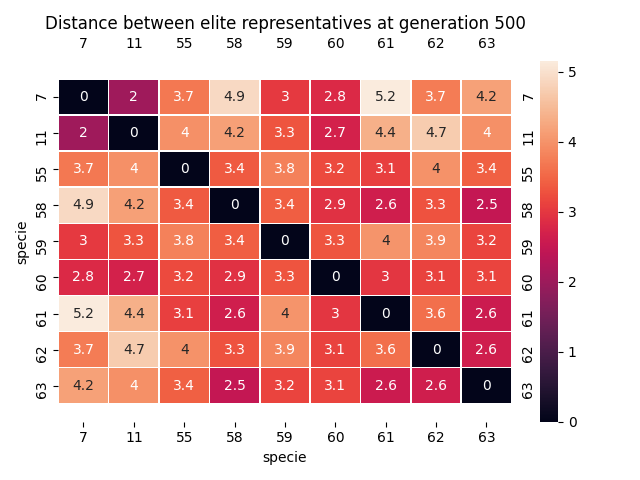 Distance between elite representatives at generation 500
7 11 55 58 59 60 61 62 63
7 0 2 3.7 4.9 3 2.8 5.2 3.7 4.2 7
11 2 0 4 4.2 3.3 2.7 4.4 4.7 4 11
55 3.7 4 0 3.4 3.8 3.2 3.1 4 3.4 55
58 4.9 4.2 3.4 0 3.4 2.9 2.6 3.3 2.5 58
59 3 3.3 3.8 3.4 0 3.3 4 3.9 3.2 59
60 2.8 2.7 3.2 2.9 3.3 0 3 3.1 3.1 60
61 5.2 4.4 3.1 2.6 4 3 0 3.6 2.6 61
62 3.7 4.7 4 3.3 3.9 3.1 3.6 0 2.6 62
63 4.2 4 3.4 2.5 3.2 3.1 2.6 2.6 0 63
7 11 55 58 59 60 61 62 63
specie
specie
5
4
3
2
1
0